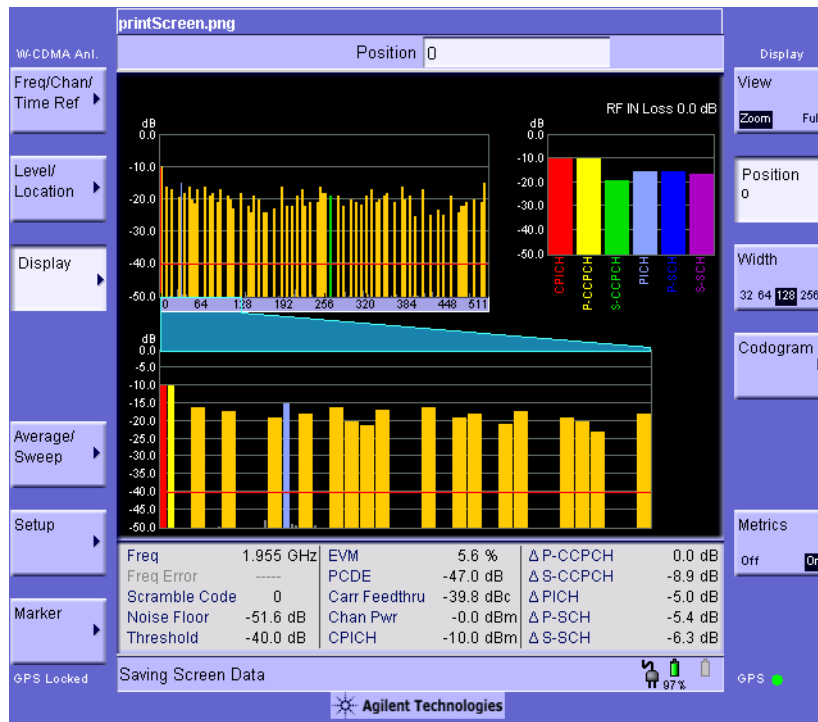 printScreen.png
W-CDMA Anl.
Position 0
Display
Freq/Chan/
Time Ref
Level/
Location
Display
Average/
Sweep
Setup
Marker
GPS Locked
RF IN Loss 0.0 dB
dB
0.0
-10.0
-20.0
-30.0
-40.0
-50.0
0 64 128 192 256 320 384 448 511
dB
0.0
-10.0
-20.0
-30.0
-40.0
-50.0
CPICH
P-CCPCH
S-CCPCH
PICH
P-SCH
S-SCH
dB
0.0
-5.0
-10.0
-15.0
-20.0
-25.0
-30.0
-35.0
-40.0
-45.0
-50.0
Freq 1.955 GHz EVM 5.6 % Δ P-CCPCH 0.0 dB
Freq Error ----- PCDE -47.0 dB Δ S-CCPCH -8.9 dB
Scramble Code 0 Carr Feedthru -39.8 dBc Δ PICH -5.0 dB
Noise Floor -51.6 dB Chan Pwr -0.0 dBm Δ P-SCH -5.4 dB
Threshold -40.0 dB CPICH -10.0 dBm Δ S-SCH -6.3 dB
Saving Screen Data
97%
Agilent Technologies
View
Zoom Ful
Position
0
Width
32 64 128 256
Codogram
Metrics
Off On
GPS